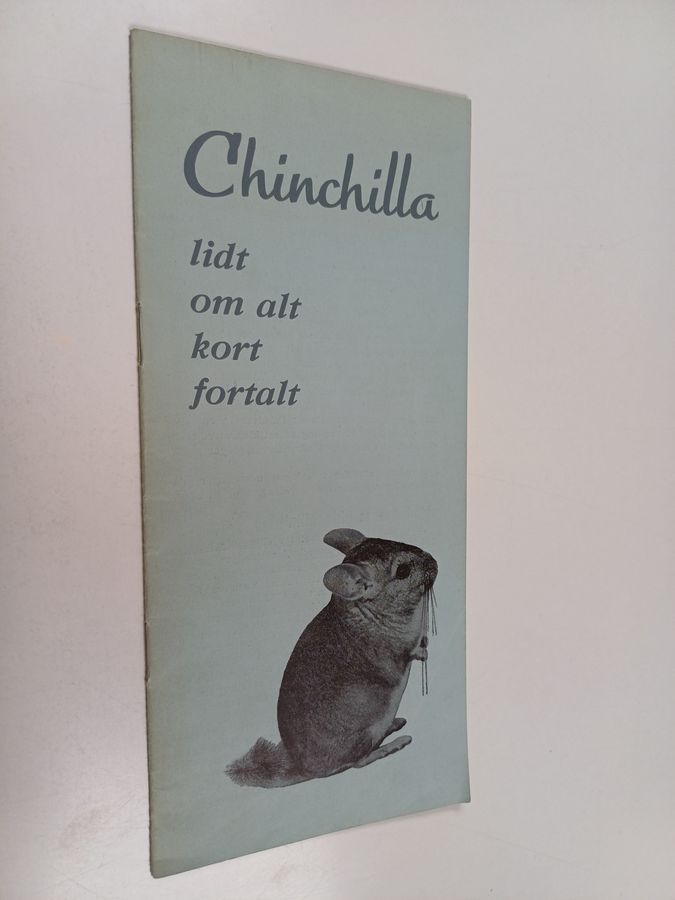 Chinchilla
lidt
om alt
kort
fortalt